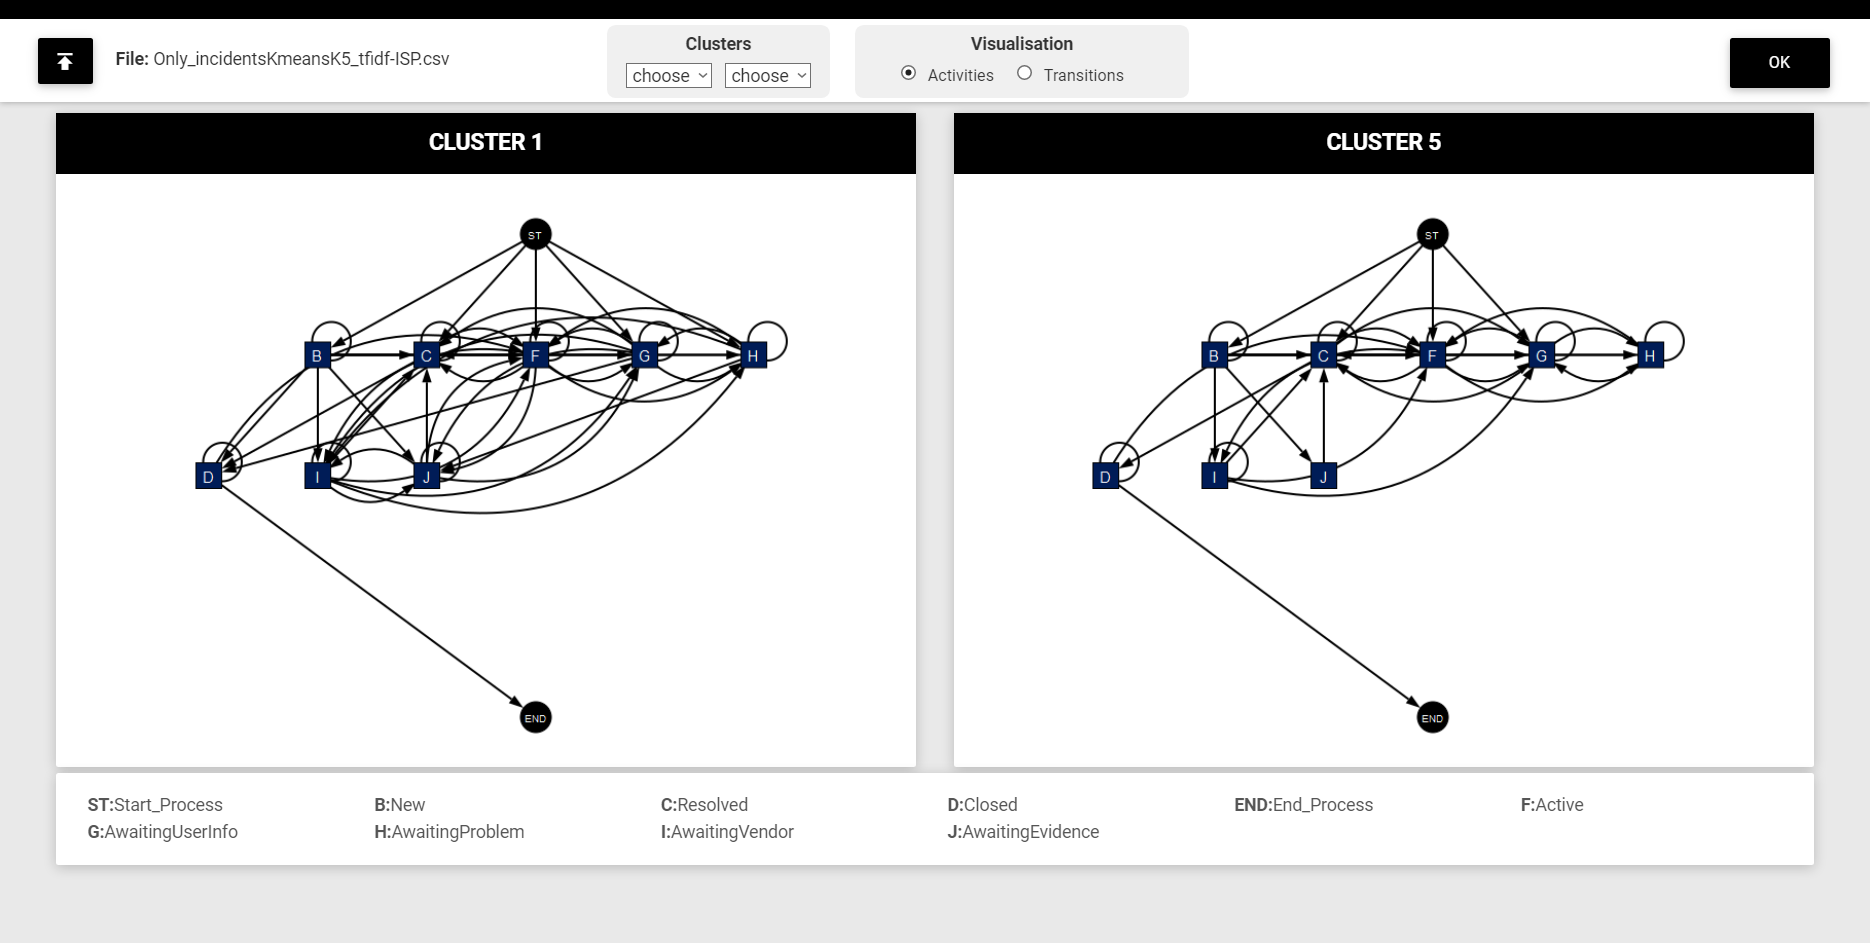 File: Only_incidentsKmeansK5_tfidf-ISP.csv
Clusters
choose choose
Visualisation
Activities Transitions
OK
CLUSTER 1
ST
B C F G H
D I J
END
CLUSTER 5
ST
B C F G H
D I J
END
ST:Start_Process B:New C:Resolved D:Closed END:End_Process F:Active
G:AwaitingUserInfo H:AwaitingProblem I:AwaitingVendor J:AwaitingEvidence